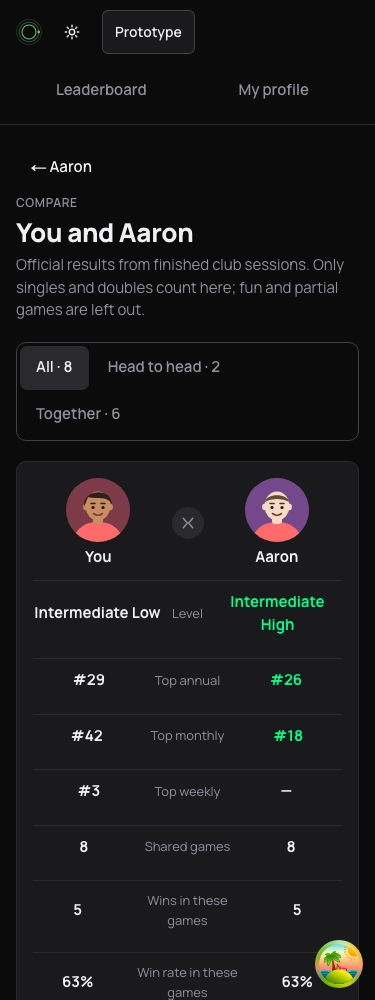 Prototype
Leaderboard
My profile
← Aaron
COMPARE
You and Aaron
Official results from finished club sessions. Only
singles and doubles count here; fun and partial
games are left out.
All · 8
Head to head · 2
Together · 6
You
Aaron
Intermediate Low
Level
Intermediate
High
#29
Top annual
#26
#42
Top monthly
#18
#3
Top weekly
—
8
Shared games
8
5
Wins in these
games
5
63%
Win rate in these
games
63%